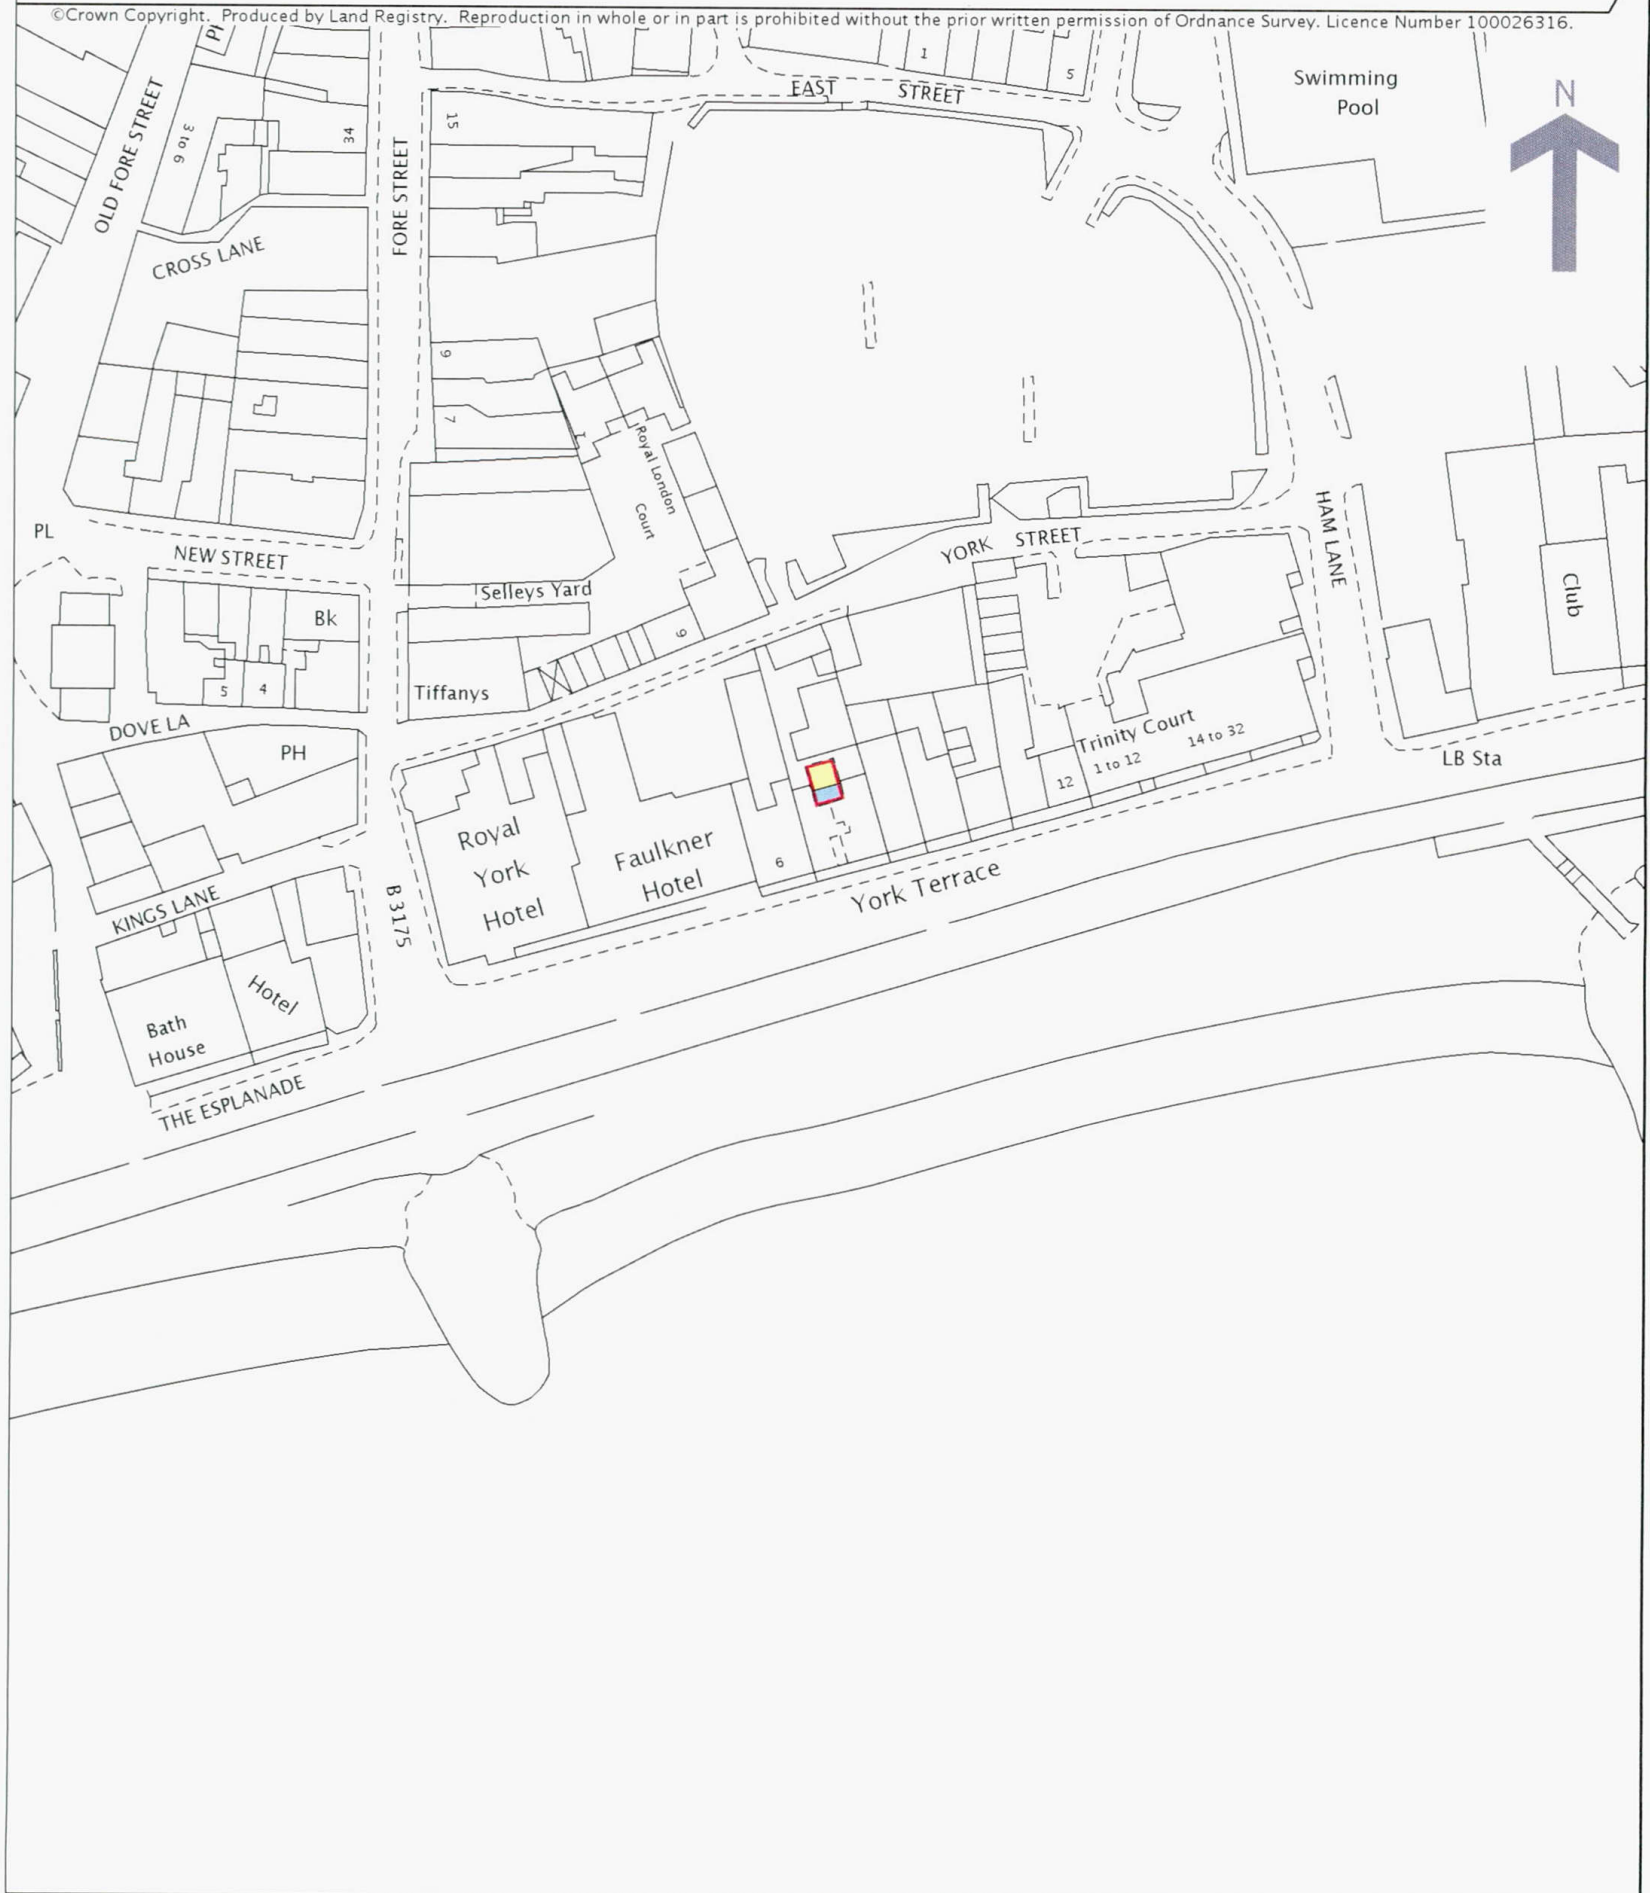 ©Crown Copyright. Produced by Land Registry. Reproduction in whole or in part is prohibited without the prior written permission of Ordnance Survey. Licence Number 100026316.
1
5
EAST STREET
Swimming
Pool
N
OLD FORE STREET
3 to 6
34
FORE STREET
15
CROSS LANE
9
7
Royal London
Court
PL
NEW STREET
YORK STREET
HAM LANE
Club
Selleys Yard
Bk
5
4
9
Tiffanys
DOVE LA
PH
Trinity Court
1 to 12
14 to 32
12
LB Sta
Royal
York
Hotel
Faulkner
Hotel
6
York Terrace
KINGS LANE
B 3175
Hotel
Bath
House
THE ESPLANADE